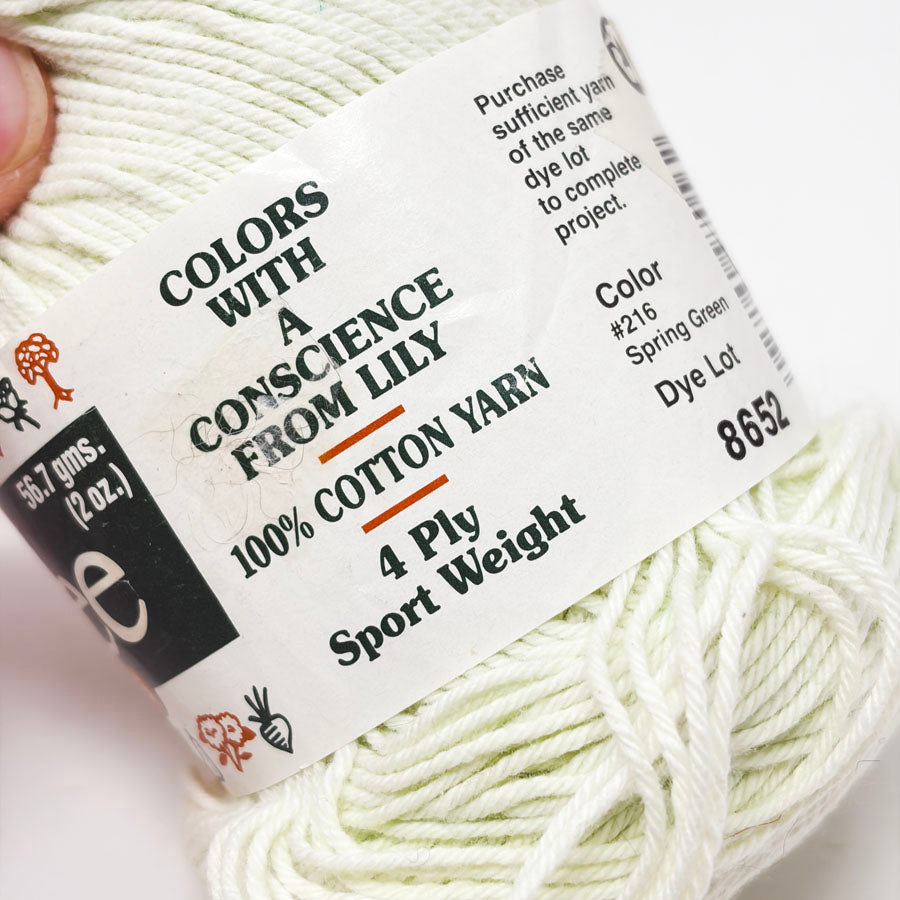 COLORS
WITH
A
CONSCIENCE
FROM LILY
100% COTTON YARN
4 Ply
Sport Weight
Purchase
sufficient yarn
of the same
dye lot
to complete
project.
Color
#216
Spring Green
Dye Lot
8652
56.7 gms.
(2 oz.)